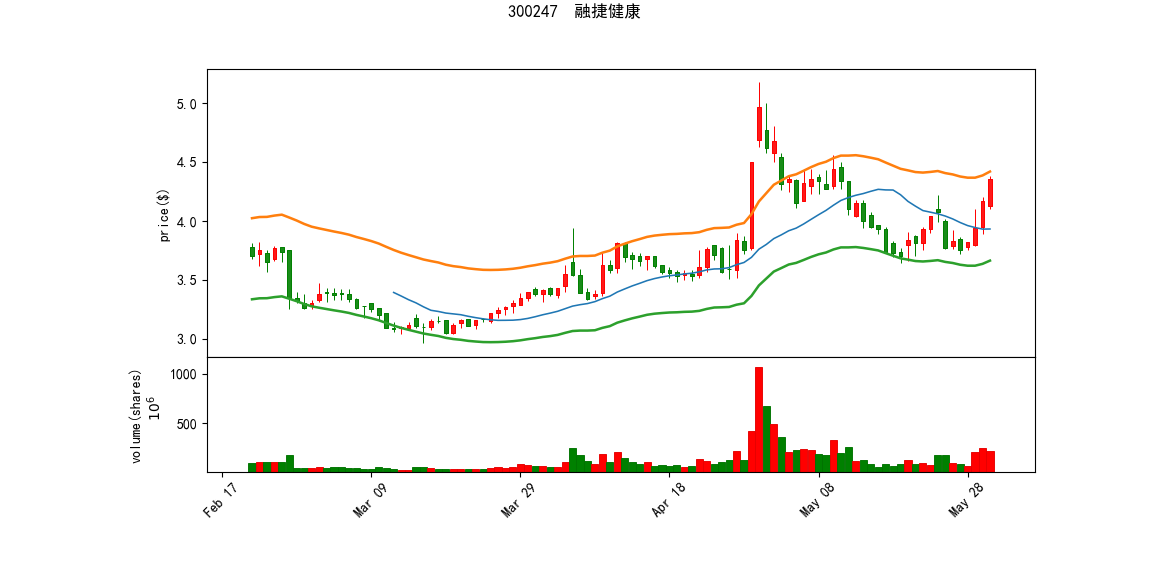 300247 融捷健康
price($)
5.0
4.5
4.0
3.5
3.0
volume(shares)
10^6
1000
500
Feb 17
Mar 09
Mar 29
Apr 18
May 08
May 28